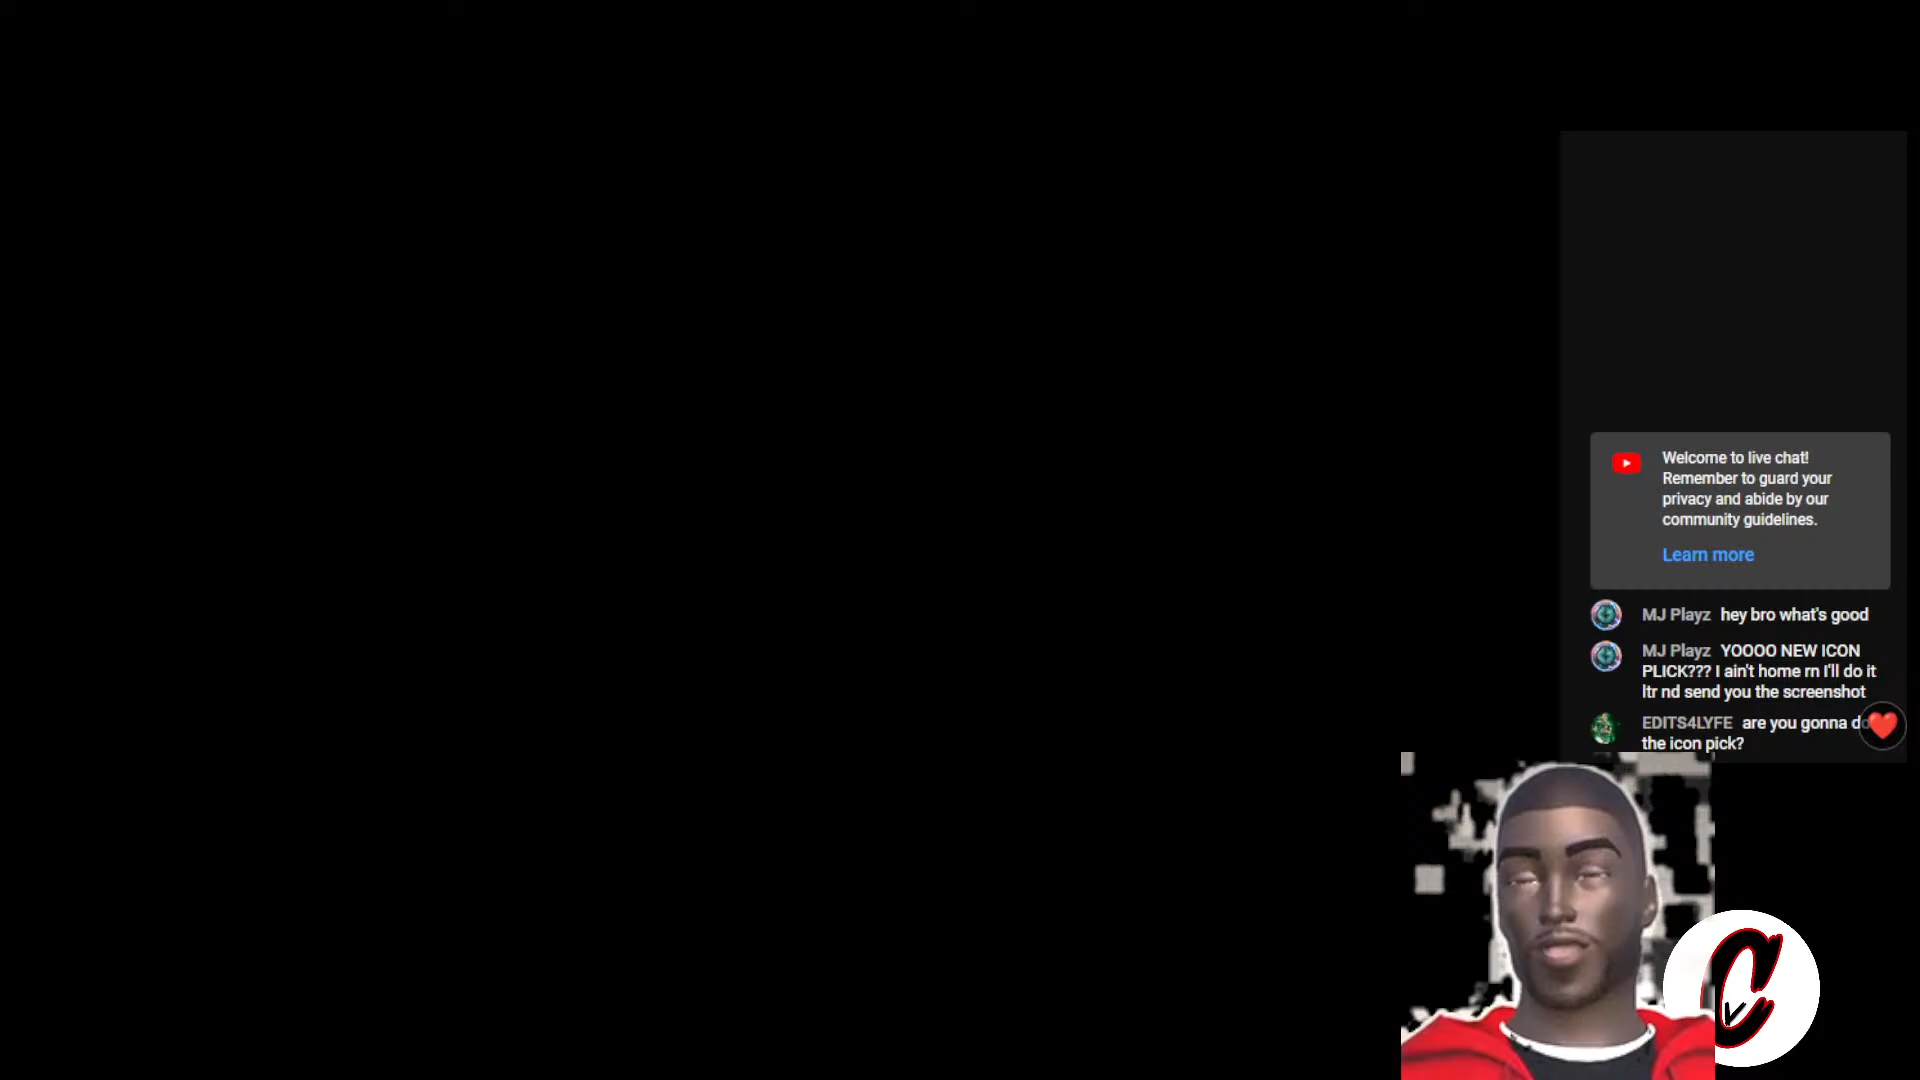 Welcome to live chat!
Remember to guard your
privacy and abide by our
community guidelines.
Learn more
MJ Playz hey bro what's good
MJ Playz YOOOO NEW ICON
PLICK??? I ain't home rn I'll do it
ltr nd send you the screenshot
EDITS4LYFE are you gonna do
the icon pick?
C